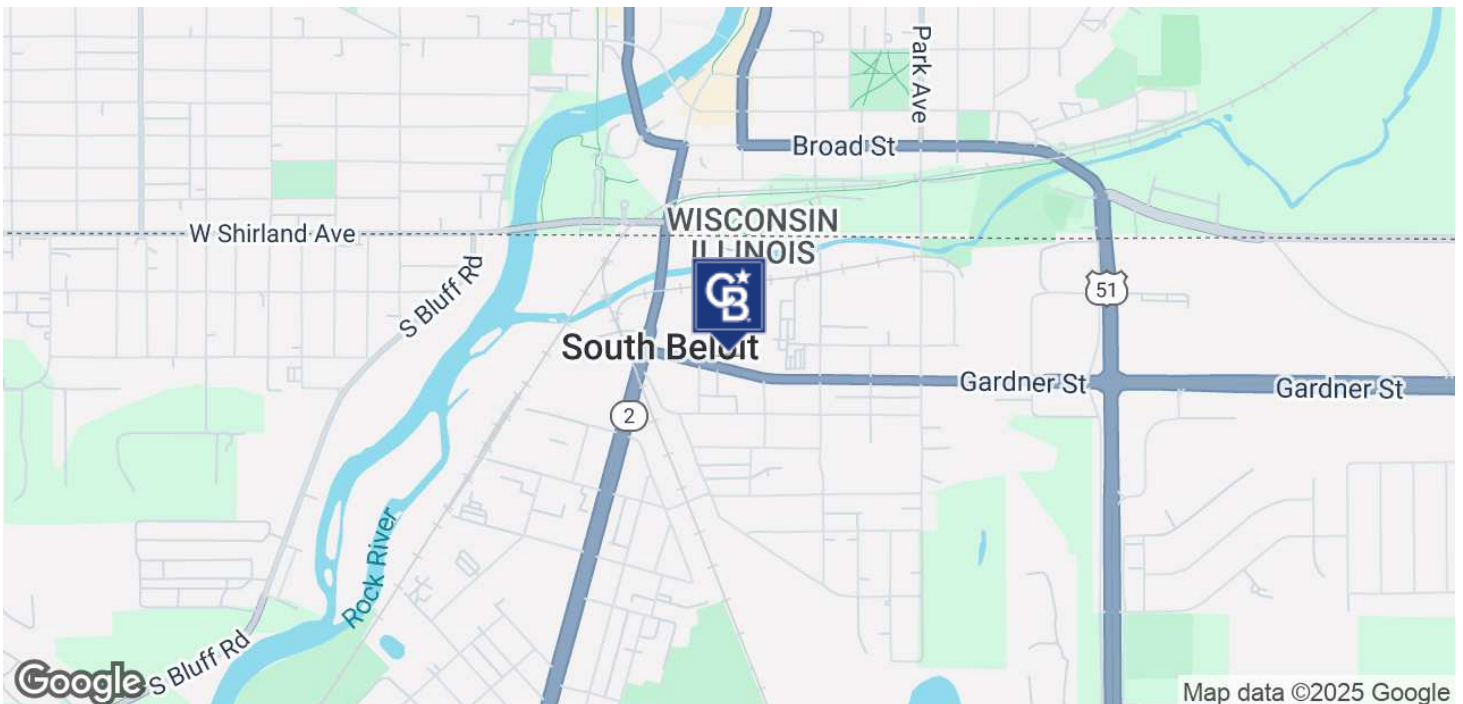 Park Ave
Broad St
WISCONSIN
W Shirland Ave
ILLINOIS
S Bluff Rd
CB
51
South Beloit
Gardner St
Gardner St
2
Rock River
S Bluff Rd
Google
Map data ©2025 Google